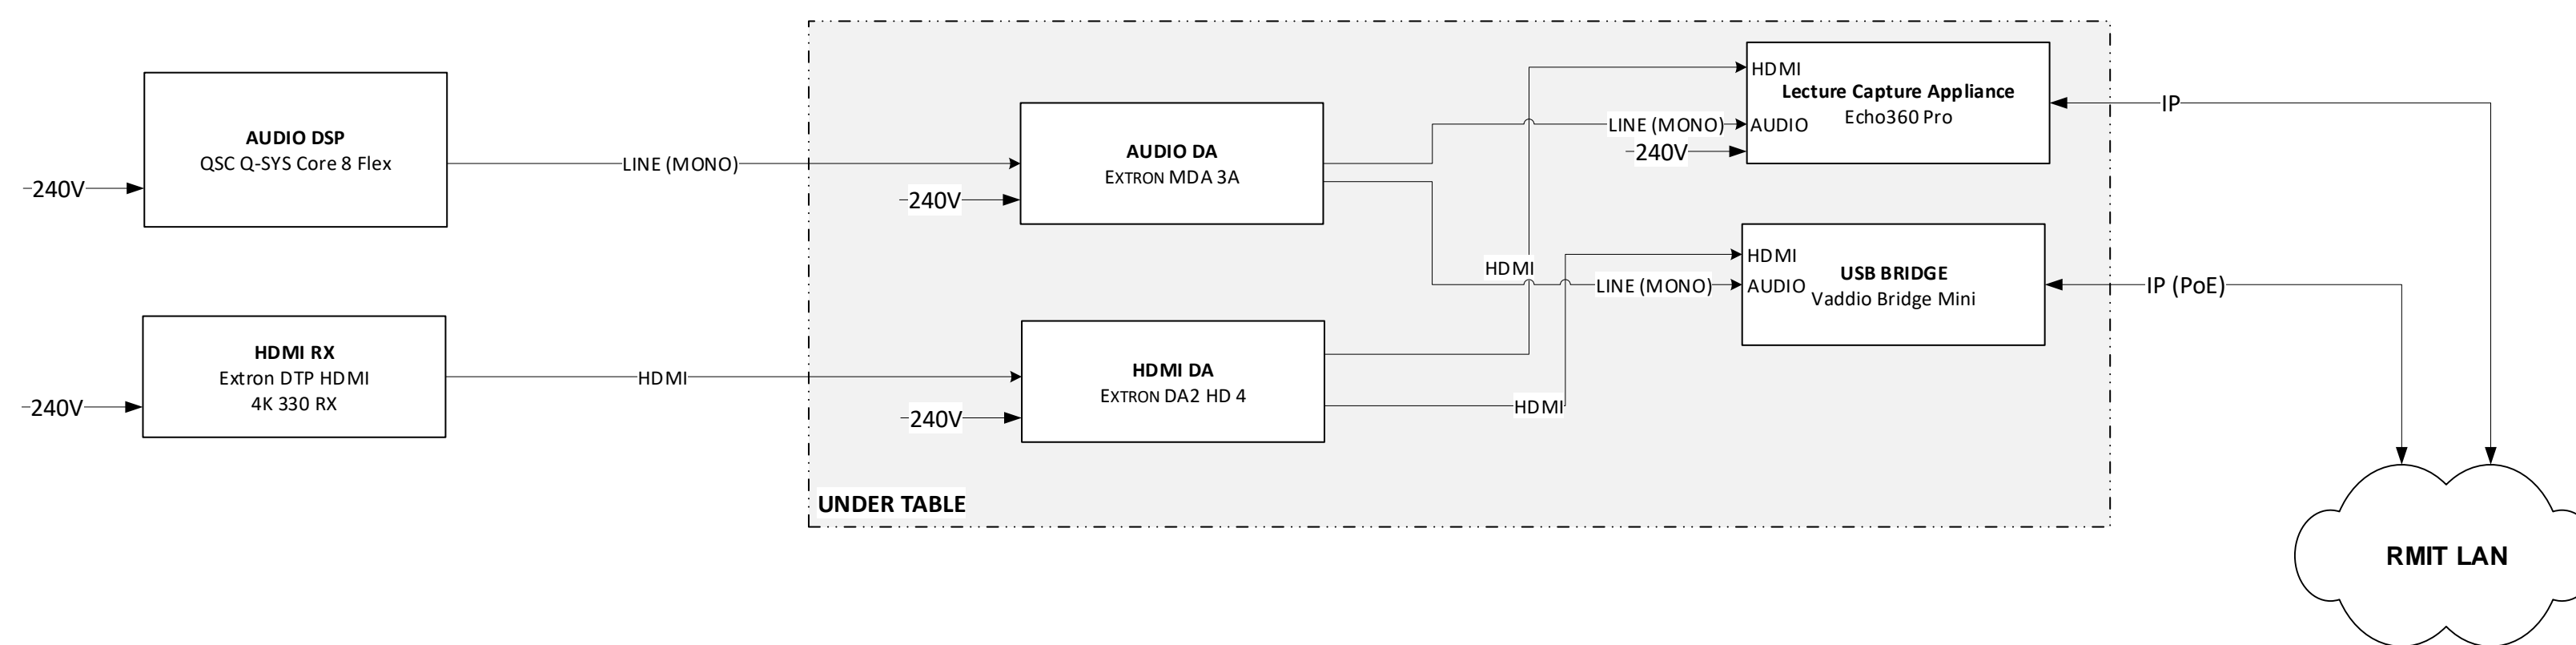 AUDIO DSP
QSC Q-SYS Core 8 Flex
240V
LINE (MONO)
HDMI RX
Extron DTP HDMI
4K 330 RX
240V
HDMI
AUDIO DA
EXTRON MDA 3A
240V
HDMI DA
EXTRON DA2 HD 4
240V
UNDER TABLE
HDMI
HDMI
HDMI
Lecture Capture Appliance
Echo360 Pro
LINE (MONO)
AUDIO
240V
HDMI
USB BRIDGE
LINE (MONO)
AUDIO
Vaddio Bridge Mini
IP
IP (PoE)
RMIT LAN